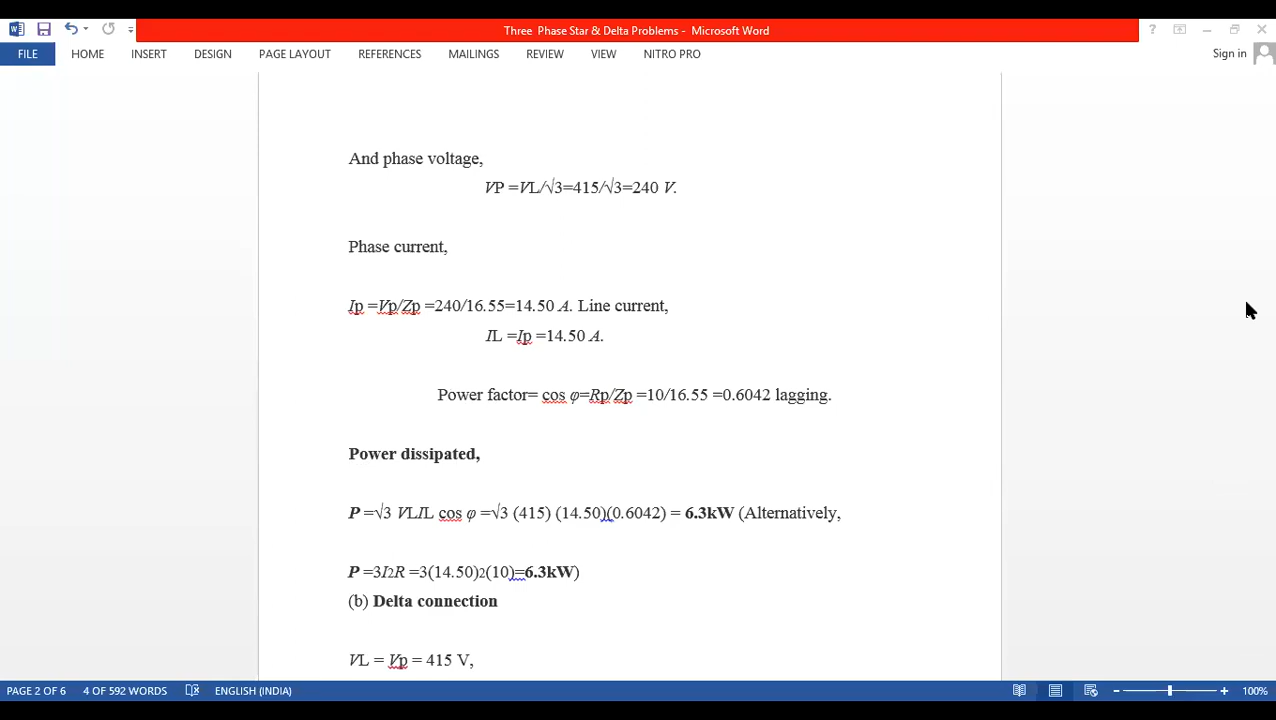 Three Phase Star & Delta Problems - Microsoft Word
FILE HOME INSERT DESIGN PAGE LAYOUT REFERENCES MAILINGS REVIEW VIEW NITRO PRO Sign in
And phase voltage,
VP =VL/√3=415/√3=240 V.
Phase current,
Ip =Vp/Zp =240/16.55=14.50 A. Line current,
IL =Ip =14.50 A.
Power factor= cos φ=Rp/Zp =10/16.55 =0.6042 lagging.
Power dissipated,
P =√3 VLIL cos φ =√3 (415) (14.50)(0.6042) = 6.3kW (Alternatively,
P =3I2R =3(14.50)2(10)=6.3kW)
(b) Delta connection
VL = Vp = 415 V,
PAGE 2 OF 6 4 OF 592 WORDS ENGLISH (INDIA) 100%